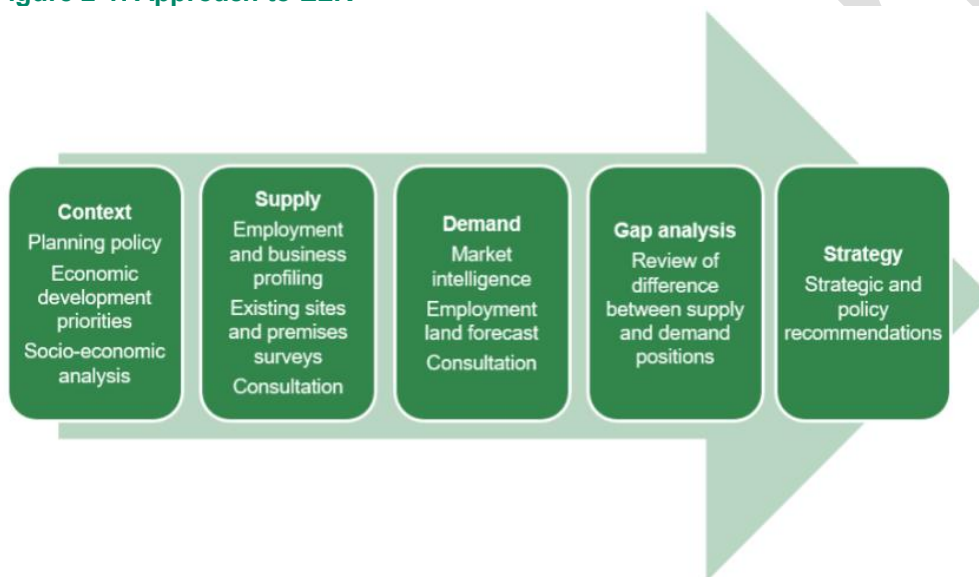 Context
Planning policy
Economic
development
priorities
Socio-economic
analysis
Supply
Employment
and business
profiling
Existing sites
and premises
surveys
Consultation
Demand
Market
intelligence
Employment
land forecast
Consultation
Gap analysis
Review of
difference
between supply
and demand
positions
Strategy
Strategic and
policy
recommendations